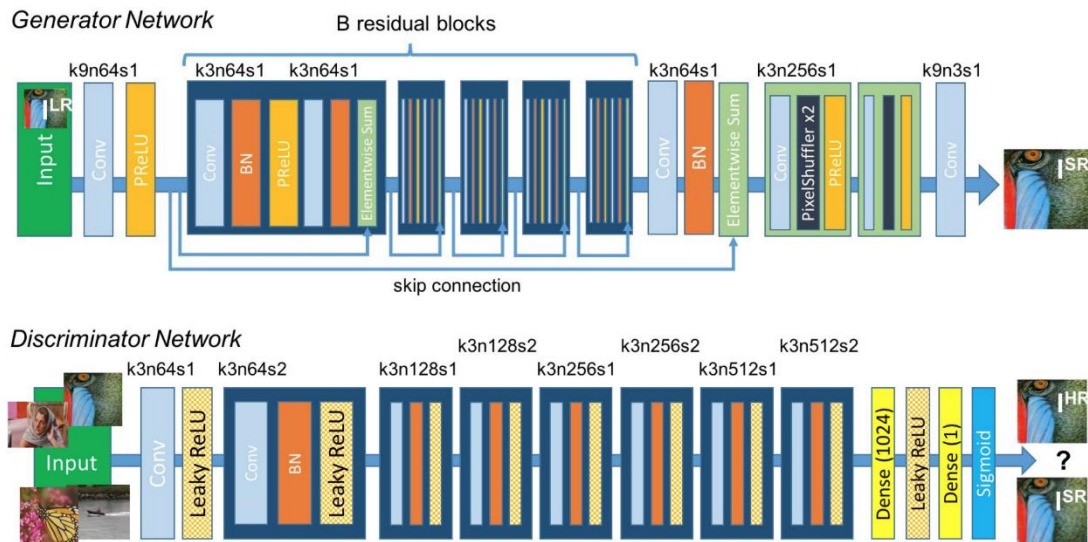 Generator Network
B residual blocks
k9n64s1
k3n64s1
k3n64s1
k3n64s1
k3n256s1
k9n3s1
I LR
Input
Conv
PReLU
Conv
BN
PReLU
Elementwise Sum
Conv
BN
Elementwise Sum
Conv
PixelShuffler x2
PReLU
Conv
I SR
skip connection
Discriminator Network
k3n128s2
k3n256s2
k3n512s2
k3n64s1
k3n64s2
k3n128s1
k3n256s1
k3n512s1
Input
Conv
Leaky ReLU
Conv
BN
Leaky ReLU
Dense (1024)
Leaky ReLU
Dense (1)
Sigmoid
I HR
?
I SR